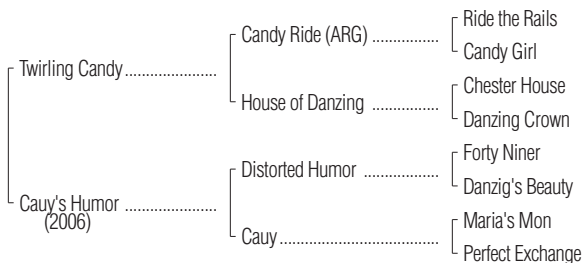 Ride the Rails
Candy Ride (ARG) ................
Candy Girl
Twirling Candy ......................
Chester House
House of Danzing ................
Danzing Crown
Forty Niner
Distorted Humor ..................
Danzig's Beauty
Cauy's Humor ......................
(2006)
Maria's Mon
Cauy ......................................
Perfect Exchange